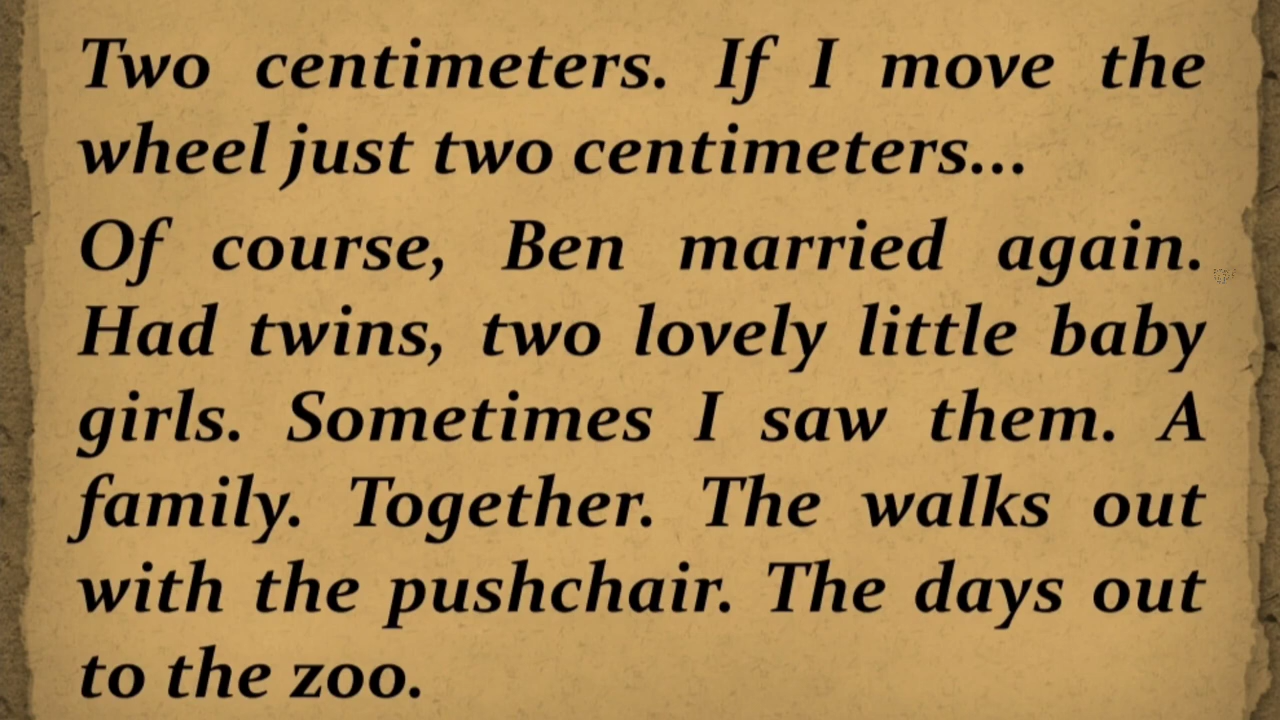 Two centimeters. If I move the
wheel just two centimeters...
Of course, Ben married again.
Had twins, two lovely little baby
girls. Sometimes I saw them. A
family. Together. The walks out
with the pushchair. The days out
to the zoo.